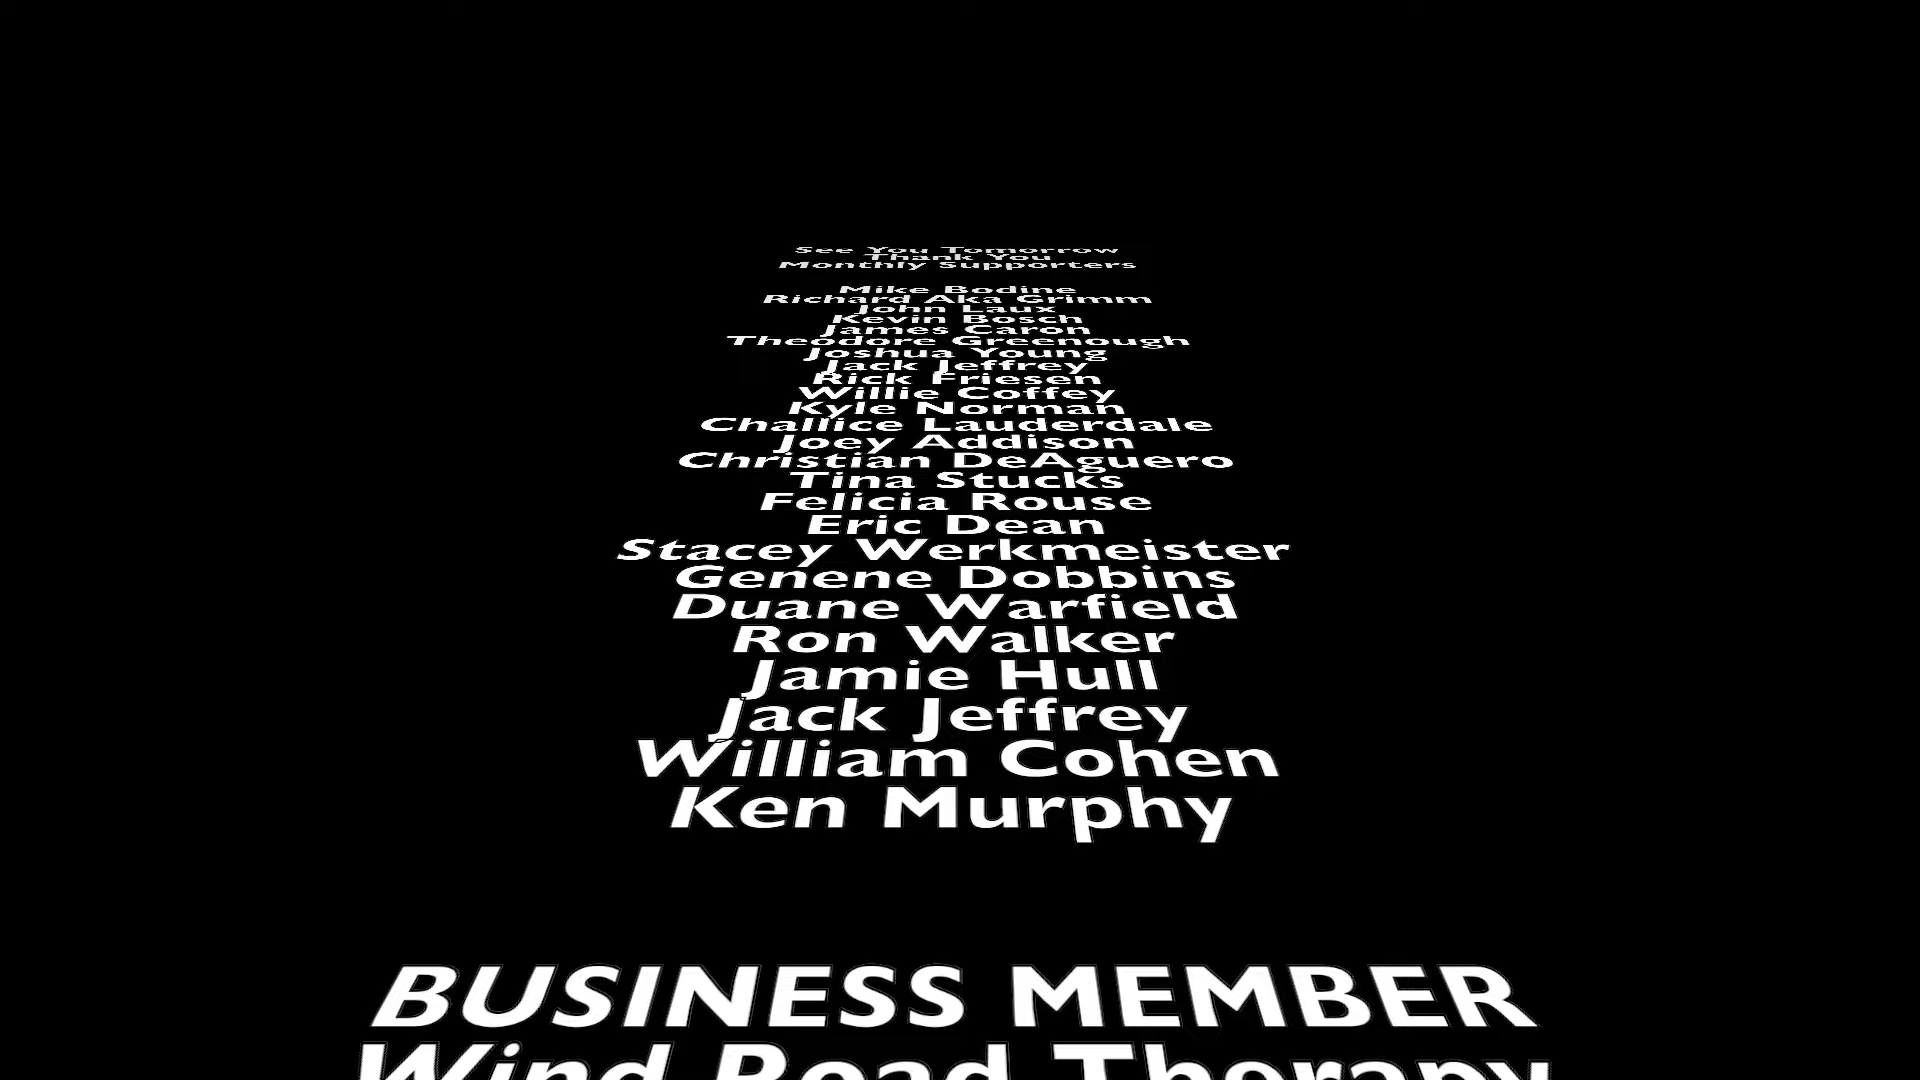 See You Tomorrow
Thank You
Monthly Supporters
Mike Bodine
Richard Aka Grimm
John Laux
Kevin Bosch
James Caron
Theodore Greenough
Joshua Young
Jack Jeffrey
Rick Friesen
Willie Coffey
Kyle Norman
Challice Lauderdale
Joey Addison
Christian DeAguero
Tina Stucks
Felicia Rouse
Eric Dean
Stacey Werkmeister
Genene Dobbins
Duane Warfield
Ron Walker
Jamie Hull
Jack Jeffrey
William Cohen
Ken Murphy
BUSINESS MEMBER
Wind Road Therapy